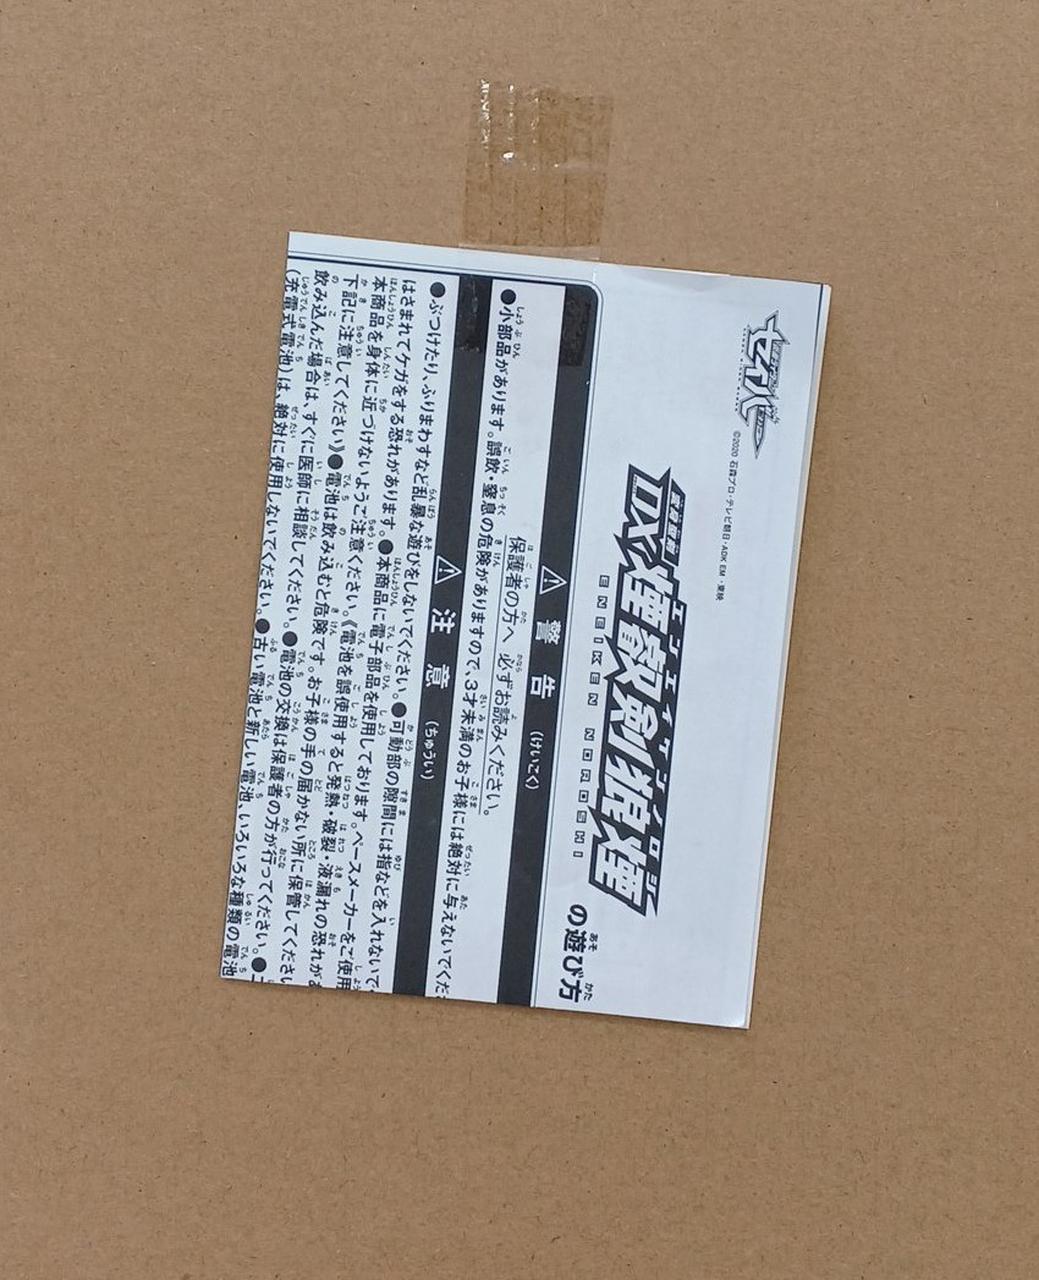 セイバー
©2020 石森プロ・テレビ朝日・ADK EM・東映
DX煙叡剣狼煙
エンエイケンノロシ
ENEIKEN NOROSHI
の遊び方
⚠警告(けいこく)
保護者の方へ 必ずお読みください。
●小部品があります。誤飲・窒息の危険がありますので、3才未満のお子様には絶対に与えないでくだ
⚠注意(ちゅうい)
●ぶつけたり、ふりまわすなど乱暴な遊びをしないでください。●可動部の隙間には指などを入れないで
はさまれてケガをする恐れがあります。●本商品に電子部品を使用しております。ペースメーカーをご使用
本商品を身体に近づけないようご注意ください。《電池を誤使用すると発熱・破裂・液漏れの恐れが
下記に注意してください》●電池は飲み込むと危険です。お子様の手の届かない所に保管してください
飲み込んだ場合は、すぐに医師に相談してください。●電池の交換は保護者の方が行ってください。●
(充電式電池)は、絶対に使用しないでください。●古い電池と新しい電池、いろいろな種類の電池